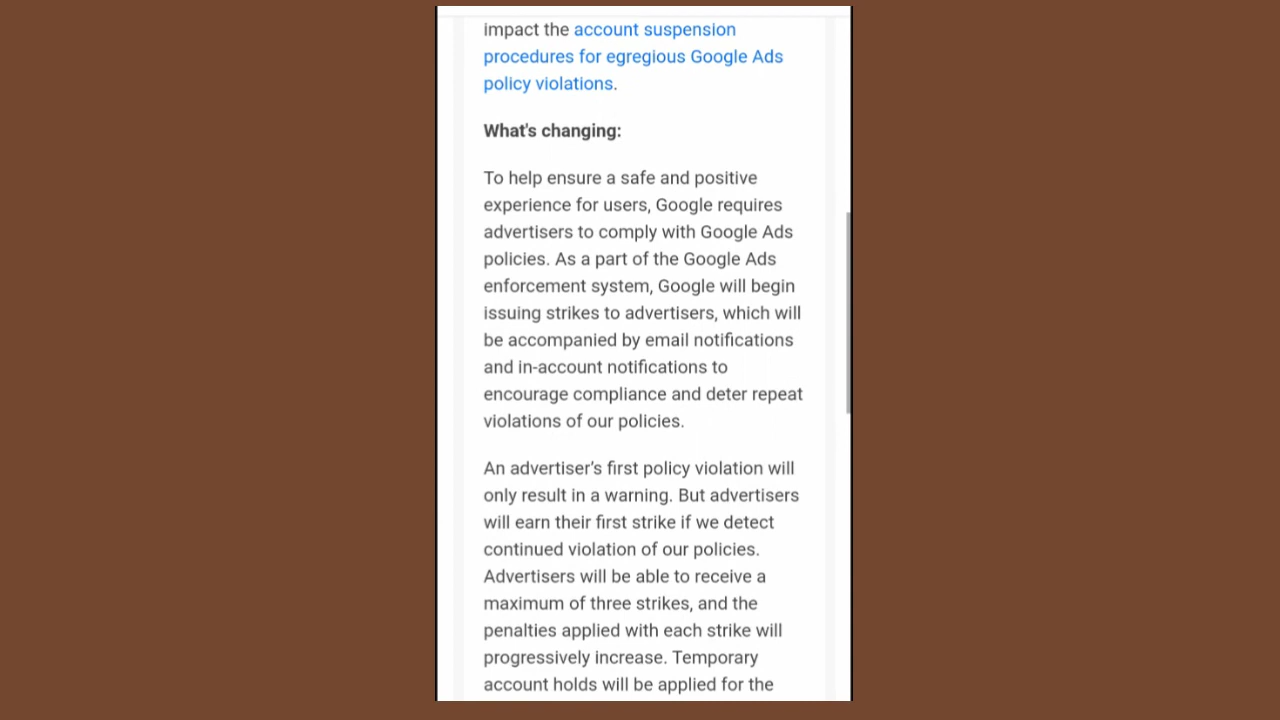 impact the account suspension
procedures for egregious Google Ads
policy violations.
What's changing:
To help ensure a safe and positive
experience for users, Google requires
advertisers to comply with Google Ads
policies. As a part of the Google Ads
enforcement system, Google will begin
issuing strikes to advertisers, which will
be accompanied by email notifications
and in-account notifications to
encourage compliance and deter repeat
violations of our policies.
An advertiser’s first policy violation will
only result in a warning. But advertisers
will earn their first strike if we detect
continued violation of our policies.
Advertisers will be able to receive a
maximum of three strikes, and the
penalties applied with each strike will
progressively increase. Temporary
account holds will be applied for the